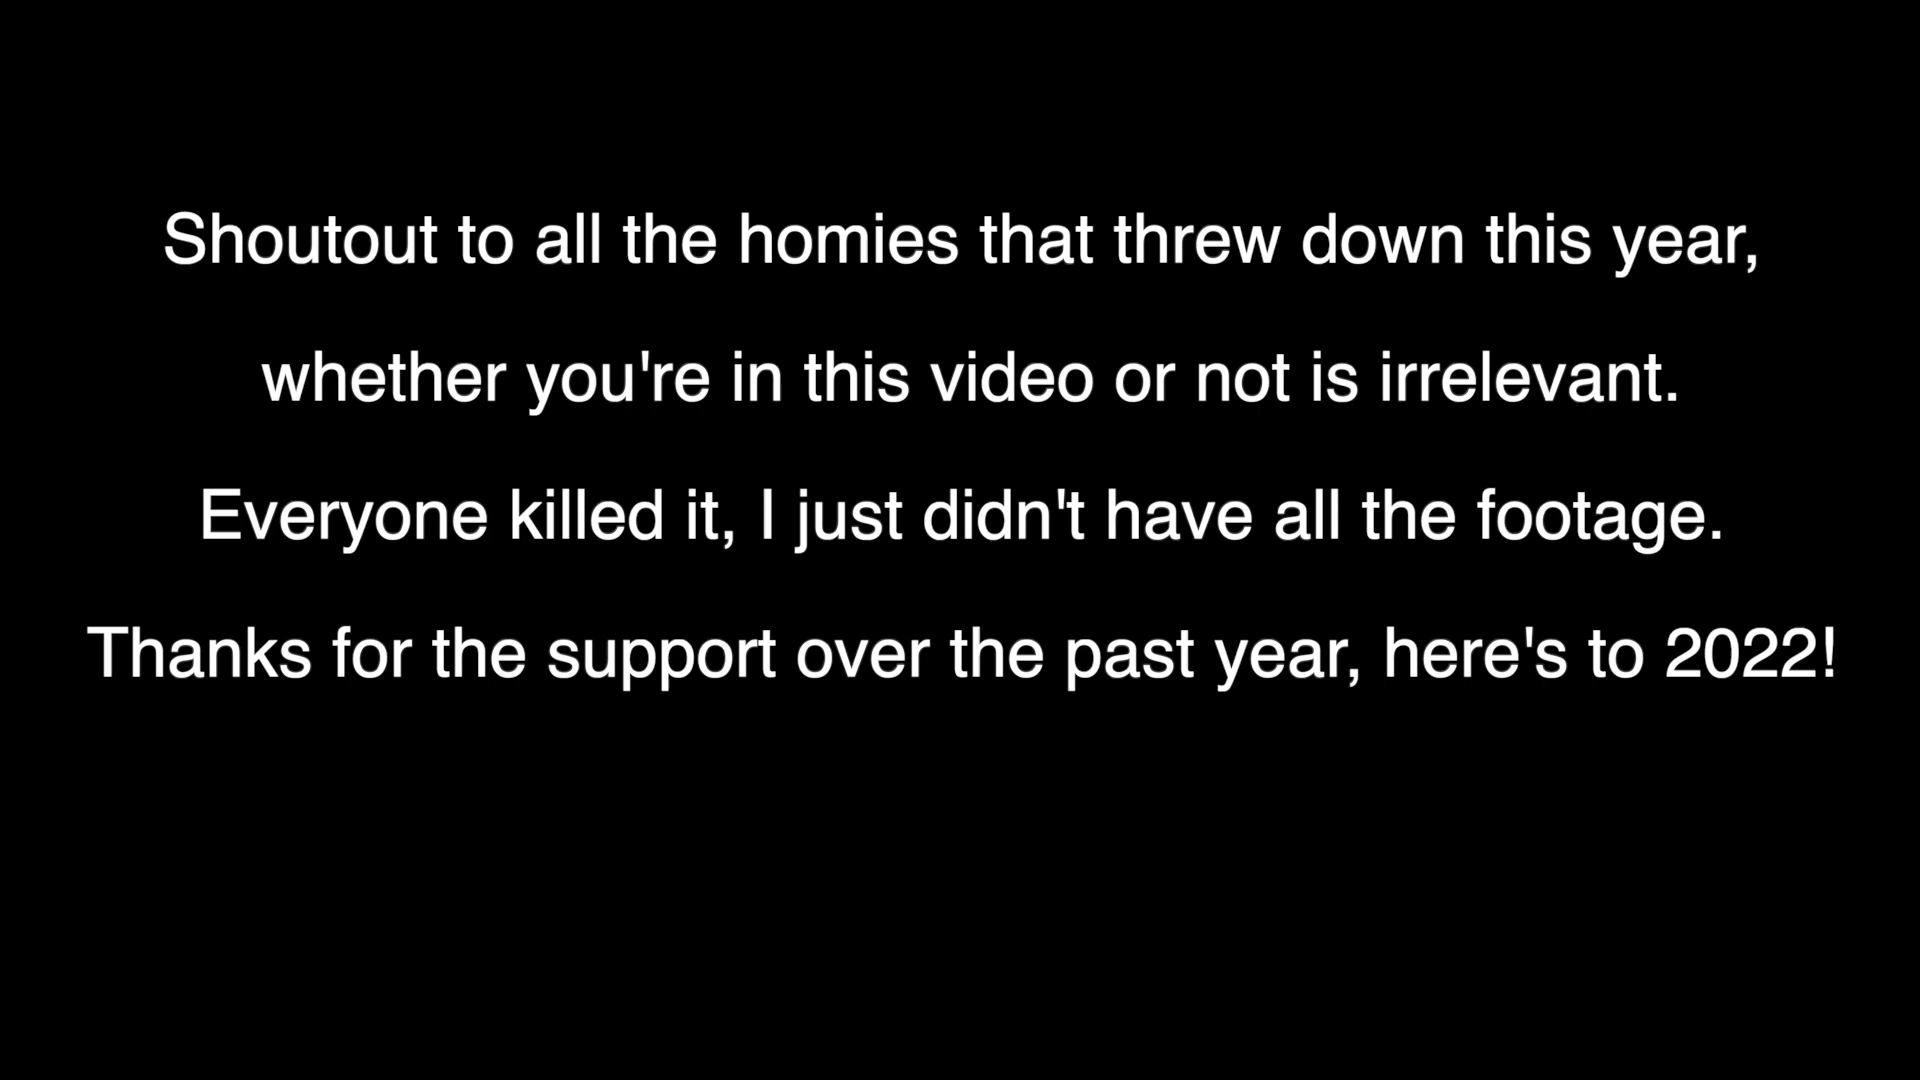 Shoutout to all the homies that threw down this year,
whether you're in this video or not is irrelevant.
Everyone killed it, I just didn't have all the footage.
Thanks for the support over the past year, here's to 2022!